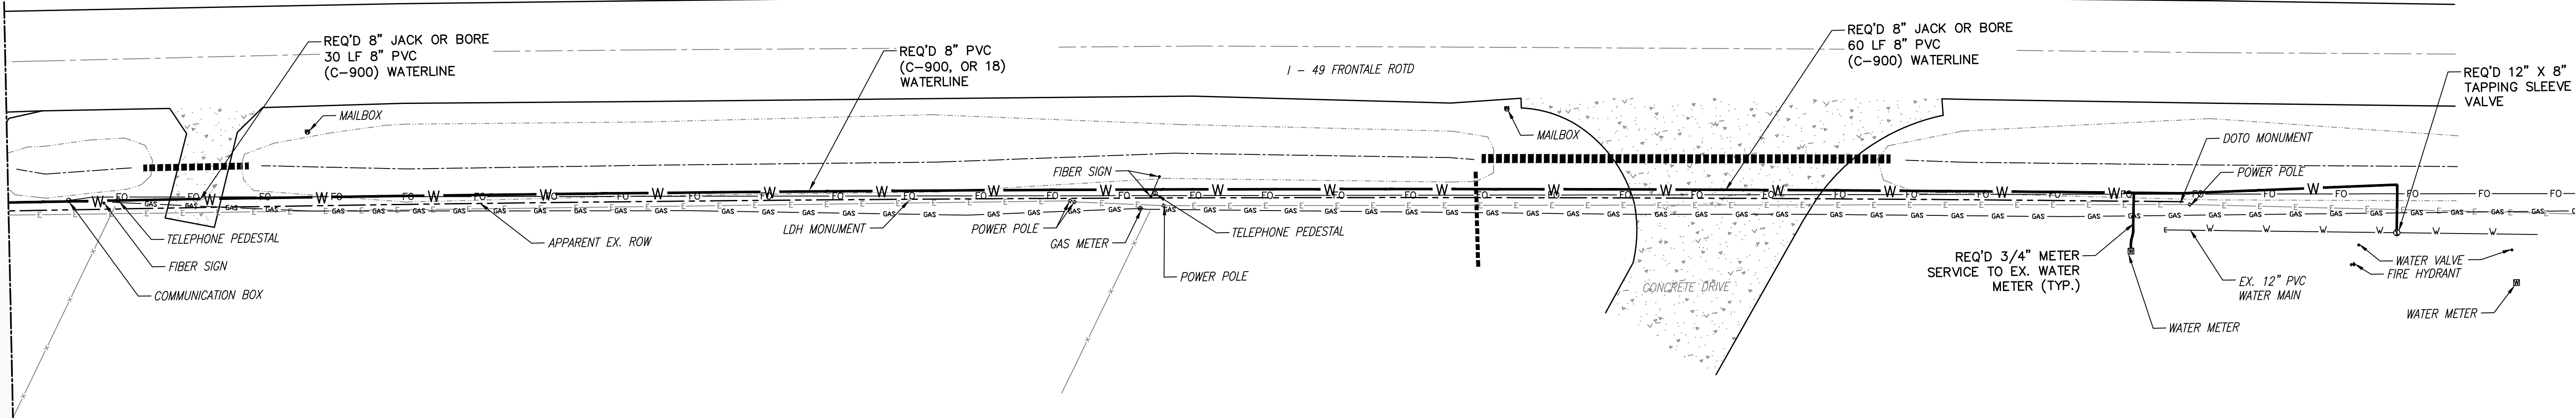 REQ'D 8" JACK OR BORE
30 LF 8" PVC
(C-900) WATERLINE
REQ'D 8" PVC
(C-900, OR 18)
WATERLINE
I - 49 FRONTALE ROTD
REQ'D 8" JACK OR BORE
60 LF 8" PVC
(C-900) WATERLINE
REQ'D 12" X 8"
TAPPING SLEEVE
VALVE
MAILBOX
MAILBOX
DOTO MONUMENT
POWER POLE
FIBER SIGN
TELEPHONE PEDESTAL
FIBER SIGN
COMMUNICATION BOX
APPARENT EX. ROW
LDH MONUMENT
POWER POLE
GAS METER
TELEPHONE PEDESTAL
POWER POLE
CONCRETE DRIVE
REQ'D 3/4" METER
SERVICE TO EX. WATER
METER (TYP.)
WATER METER
EX. 12" PVC
WATER MAIN
WATER VALVE
FIRE HYDRANT
WATER METER